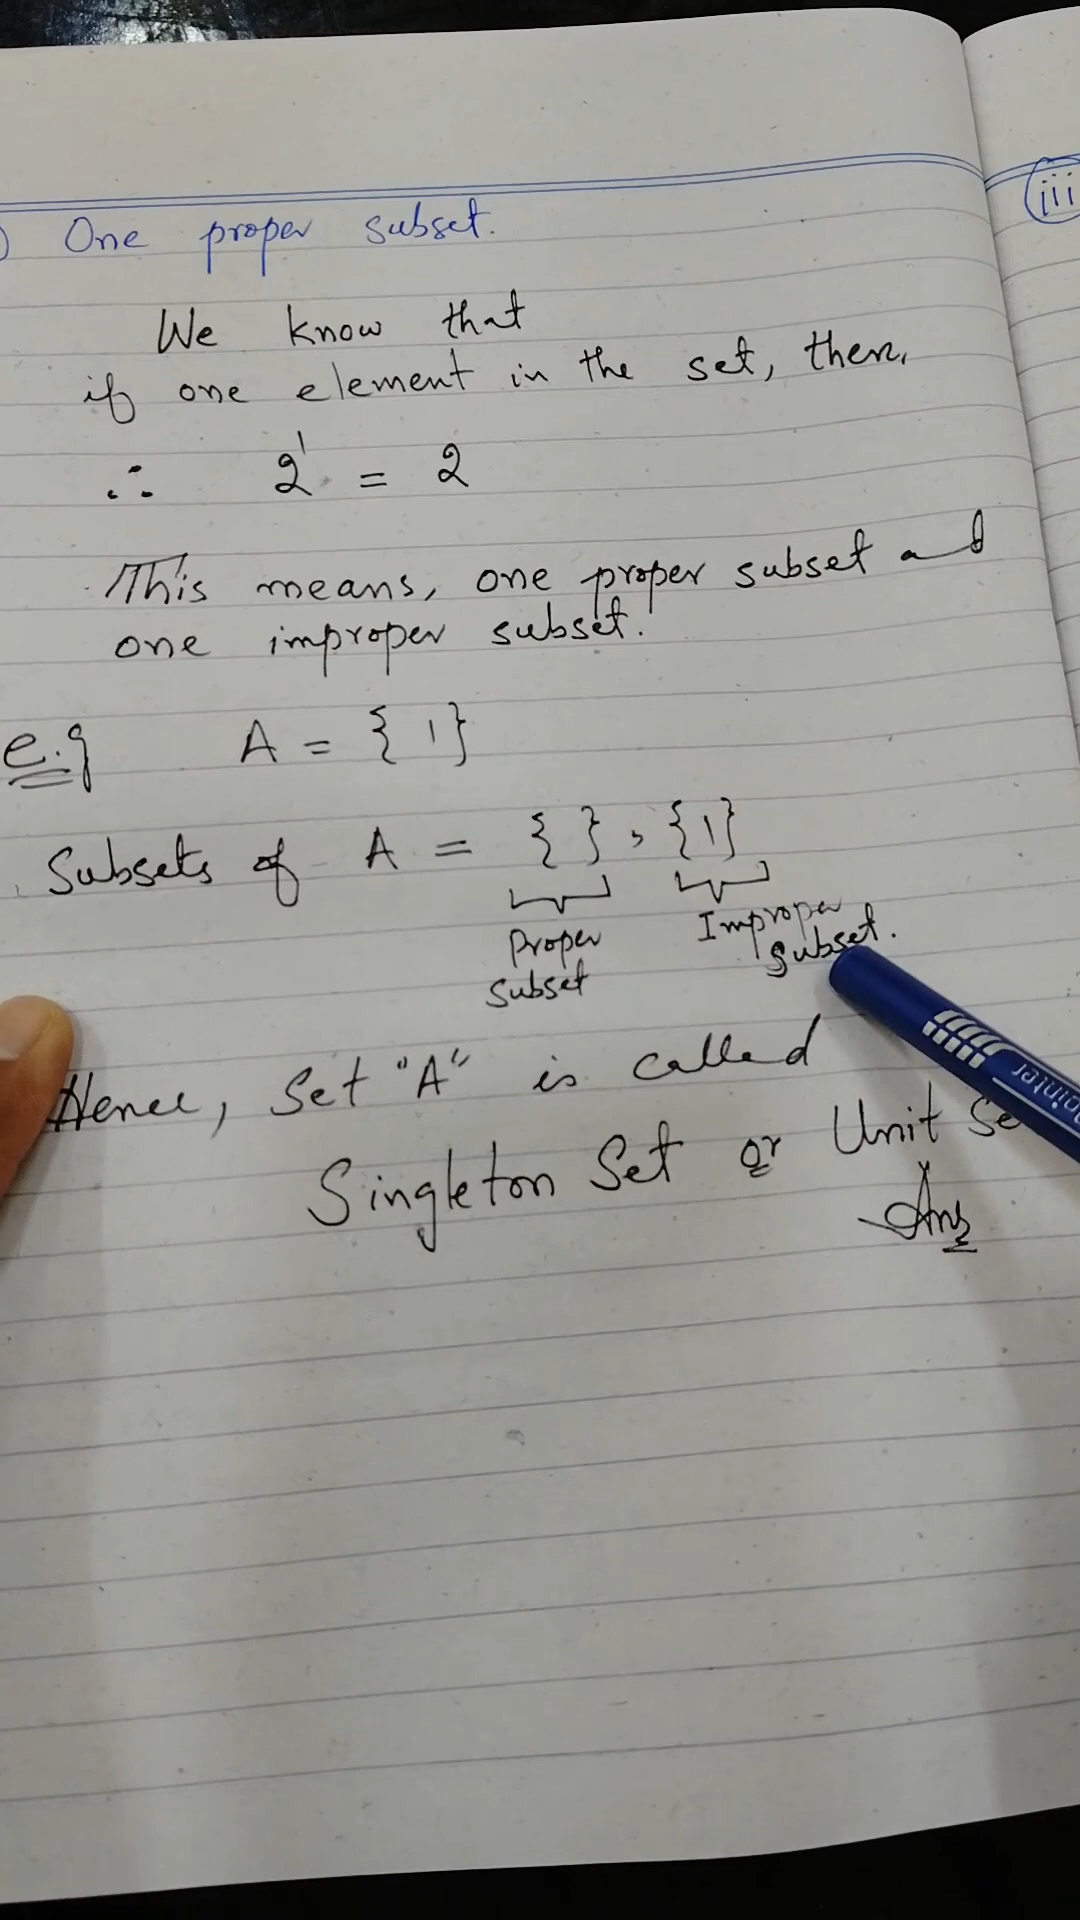 ) One proper subset.
(iii
We know that
if one element in the set, then,
∴ 2¹ = 2
This means, one proper subset and
one improper subset.
e.g A = { 1 }
Subsets of A = { } , {1}
Proper Subset
Improper subset.
Hence, Set "A" is called
Singleton Set or Unit Se
Ans
Pointer